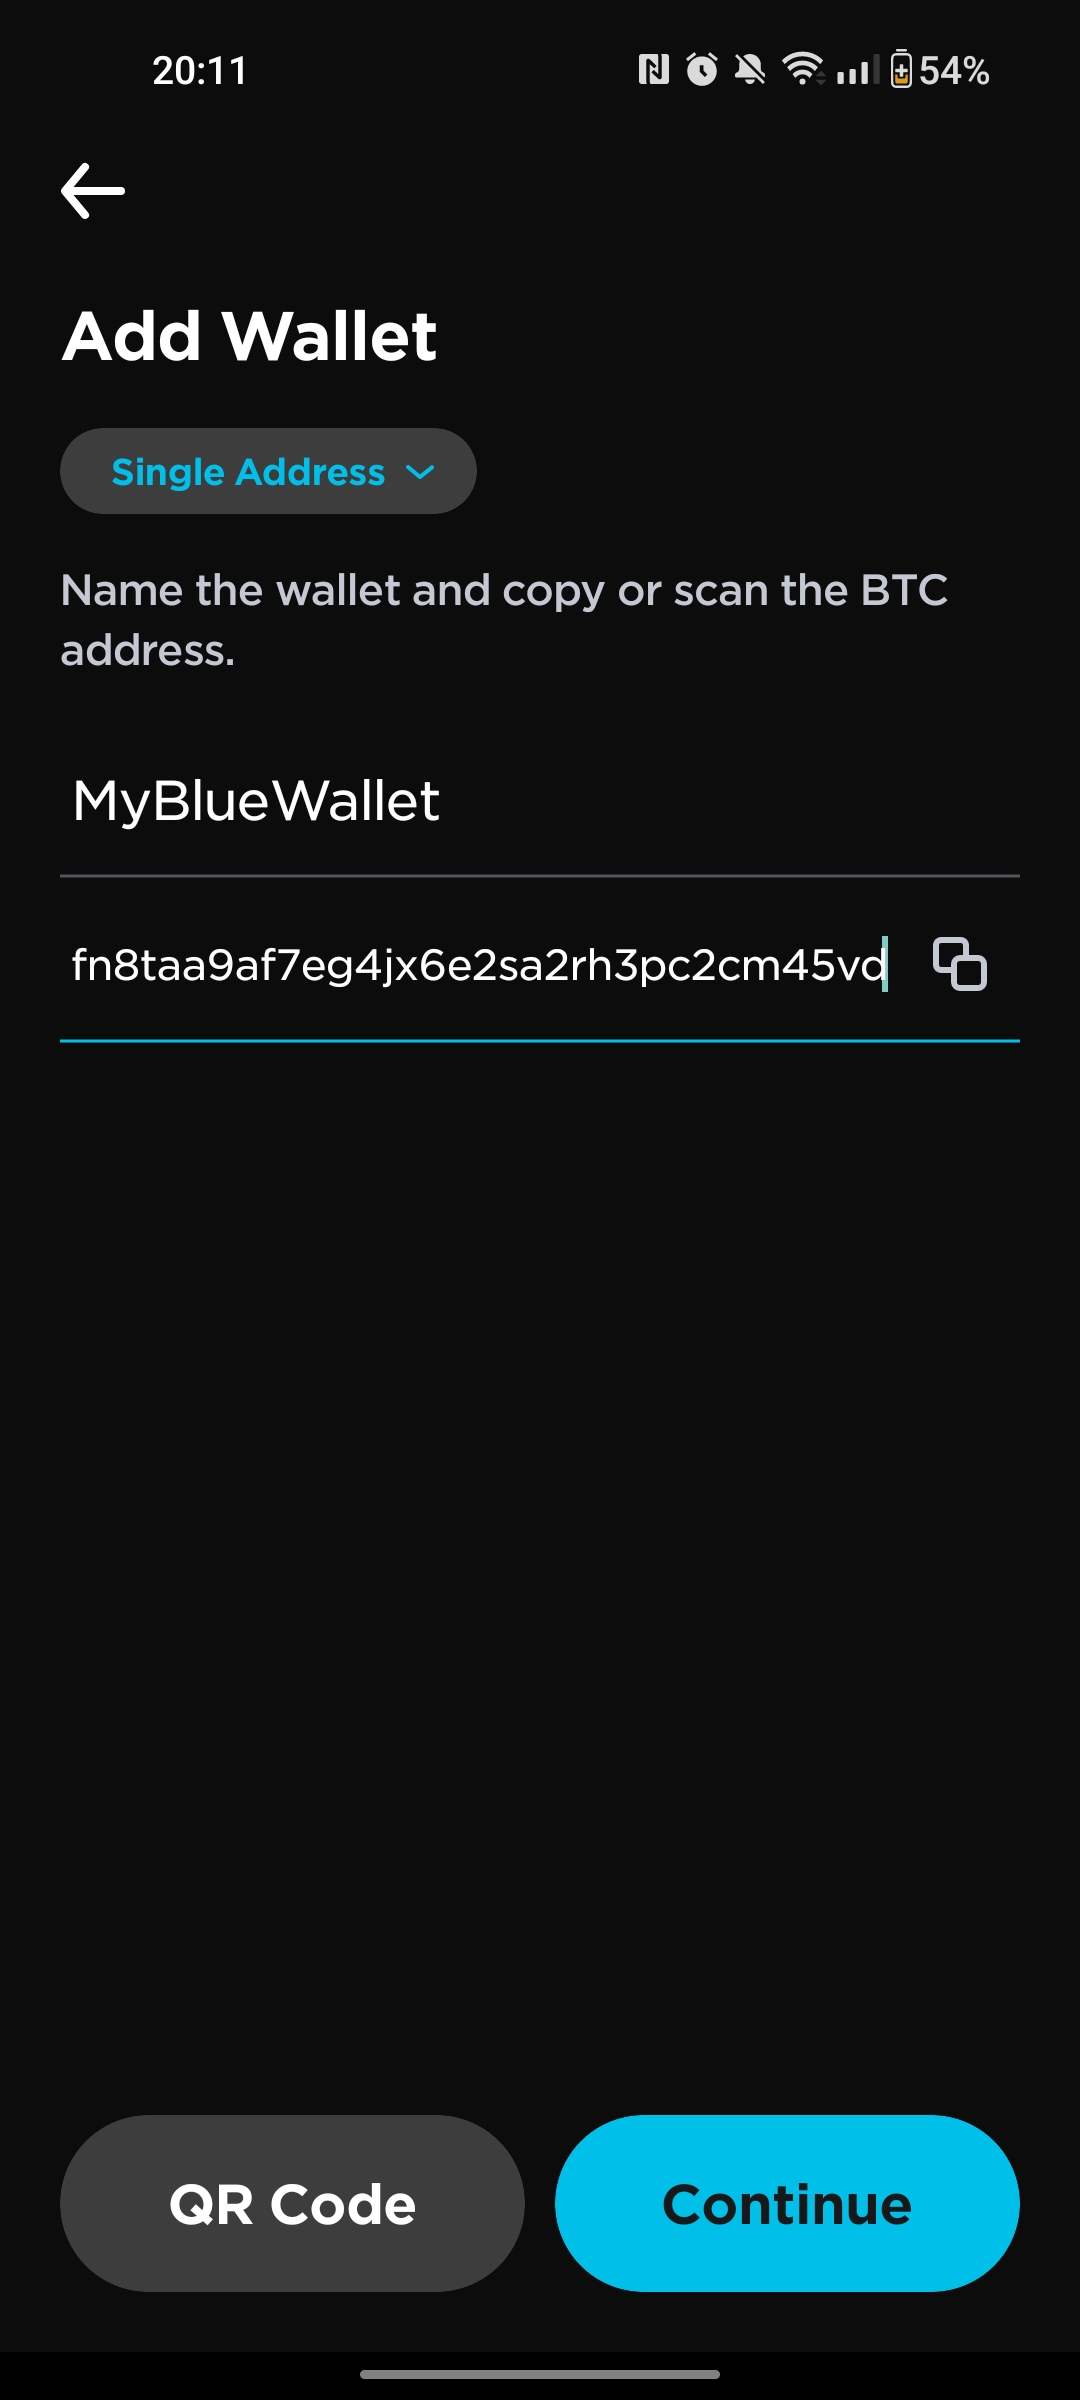 20:11
54%
Add Wallet
Single Address
Name the wallet and copy or scan the BTC
address.
MyBlueWallet
fn8taa9af7eg4jx6e2sa2rh3pc2cm45vd
QR Code
Continue